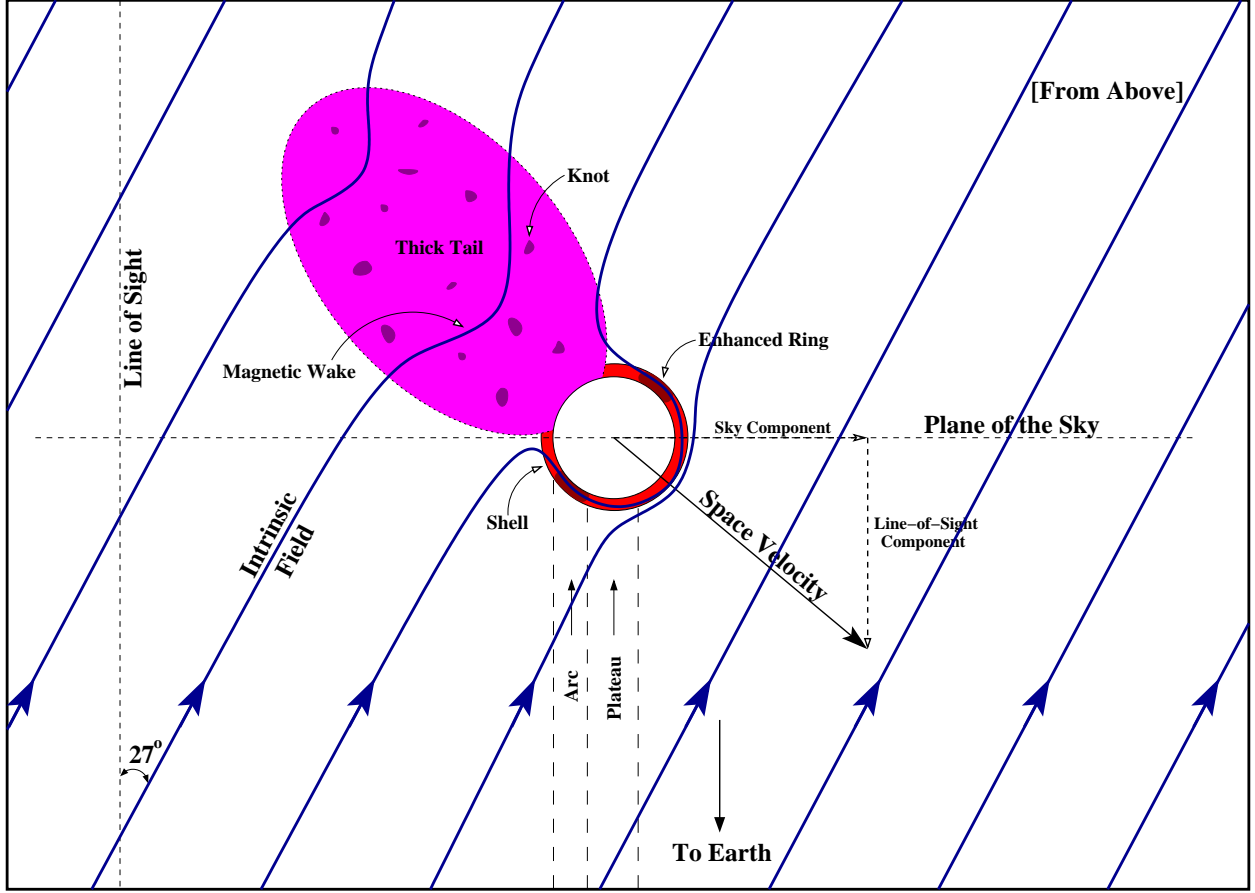 [From Above]
Knot
Thick Tail
Line of Sight
Enhanced Ring
Magnetic Wake
Sky Component
Plane of the Sky
Shell
Space Velocity
Line−of−Sight
Component
Intrinsic
Field
Arc
Plateau
27°
To Earth